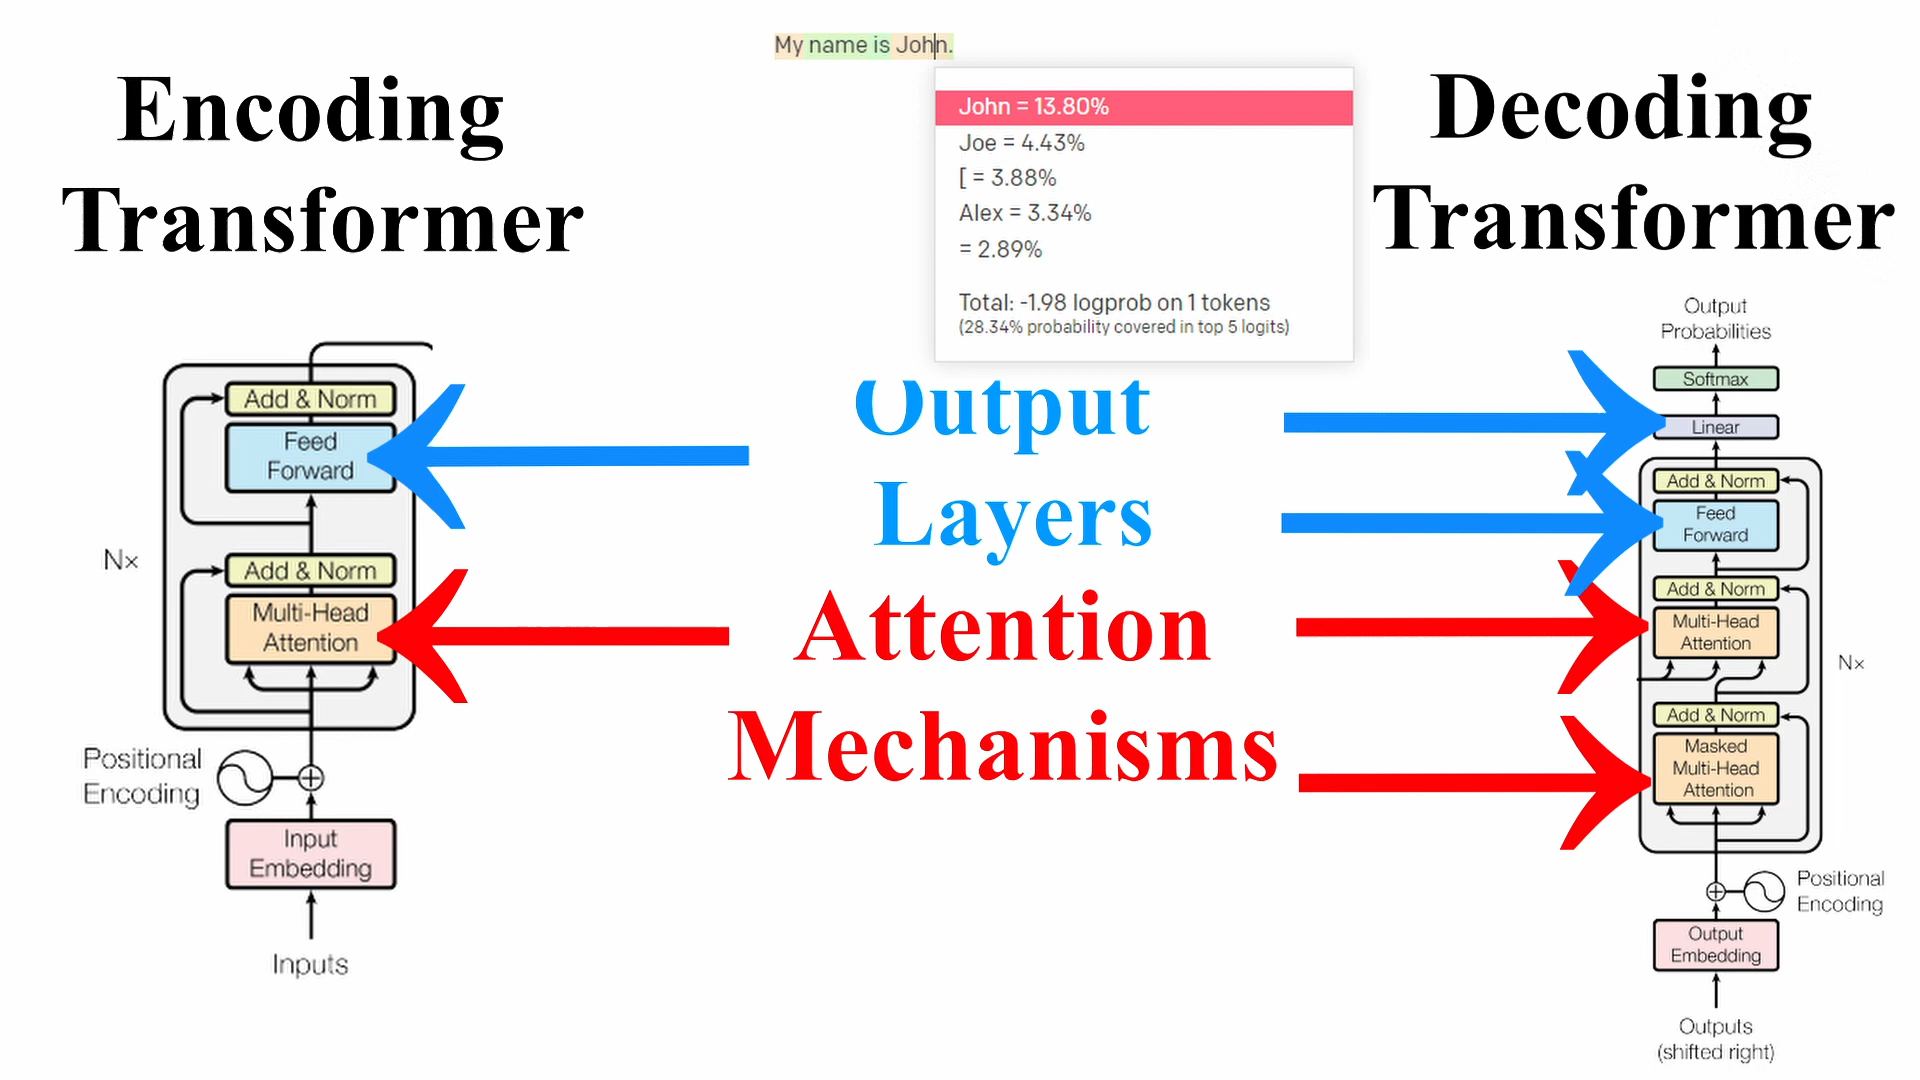 My name is John.
Encoding
Transformer
John = 13.80%
Joe = 4.43%
[ = 3.88%
Alex = 3.34%
= 2.89%
Total: -1.98 logprob on 1 tokens
(28.34% probability covered in top 5 logits)
Decoding
Transformer
Output
Layers
Attention
Mechanisms
Add & Norm
Feed
Forward
Nx
Add & Norm
Multi-Head
Attention
Positional
Encoding
Input
Embedding
Inputs
Output
Probabilities
Softmax
Linear
Add & Norm
Feed
Forward
Add & Norm
Multi-Head
Attention
Nx
Add & Norm
Masked
Multi-Head
Attention
Positional
Encoding
Output
Embedding
Outputs
(shifted right)